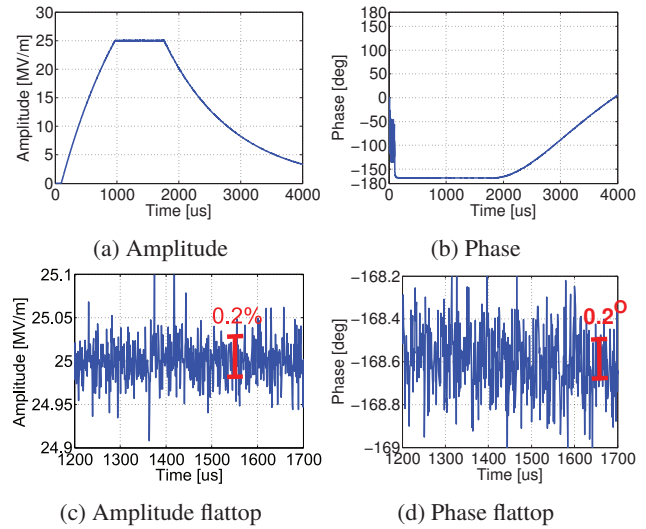 30
25
20
15
10
5
0
Amplitude [MV/m]
0 1000 2000 3000 4000
Time [us]
(a) Amplitude
180
150
100
50
0
−50
−100
−150
−180
Phase [deg]
0 1000 2000 3000 4000
Time [us]
(b) Phase
25.1
25.05
25
24.95
24.9
Amplitude [MV/m]
0.2%
1200 1300 1400 1500 1600 1700
Time [us]
(c) Amplitude flattop
−168.2
−168.4
−168.6
−168.8
−169
Phase [deg]
0.2°
1200 1300 1400 1500 1600 1700
Time [us]
(d) Phase flattop